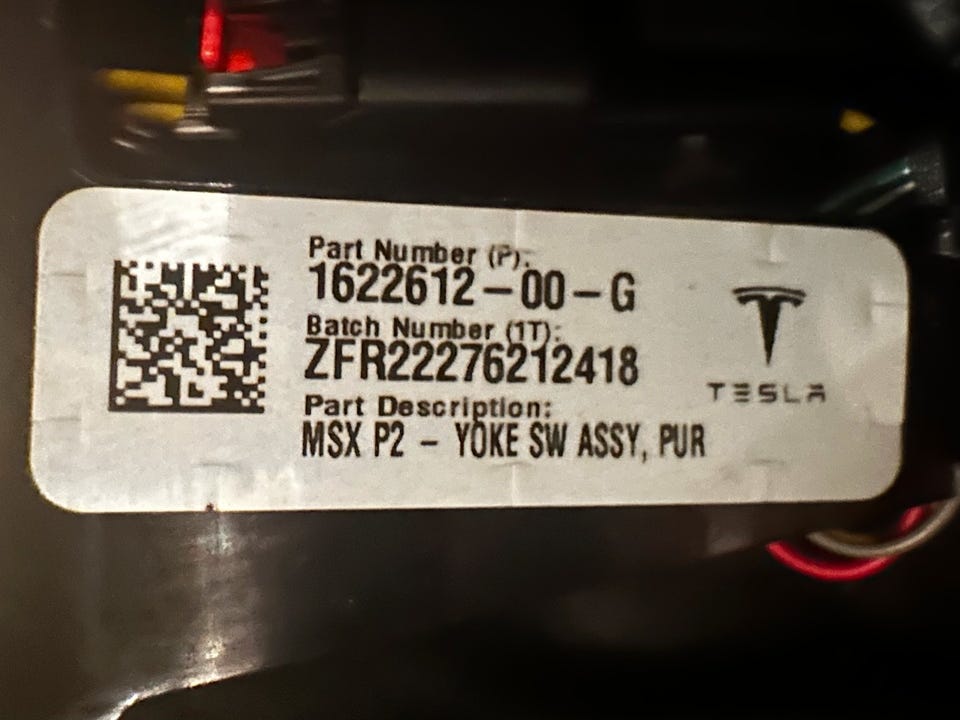 Part Number (P):
1622612-00-G
Batch Number (1T):
ZFR22276212418
Part Description:
MSX P2 - YOKE SW ASSY, PUR
TESLA